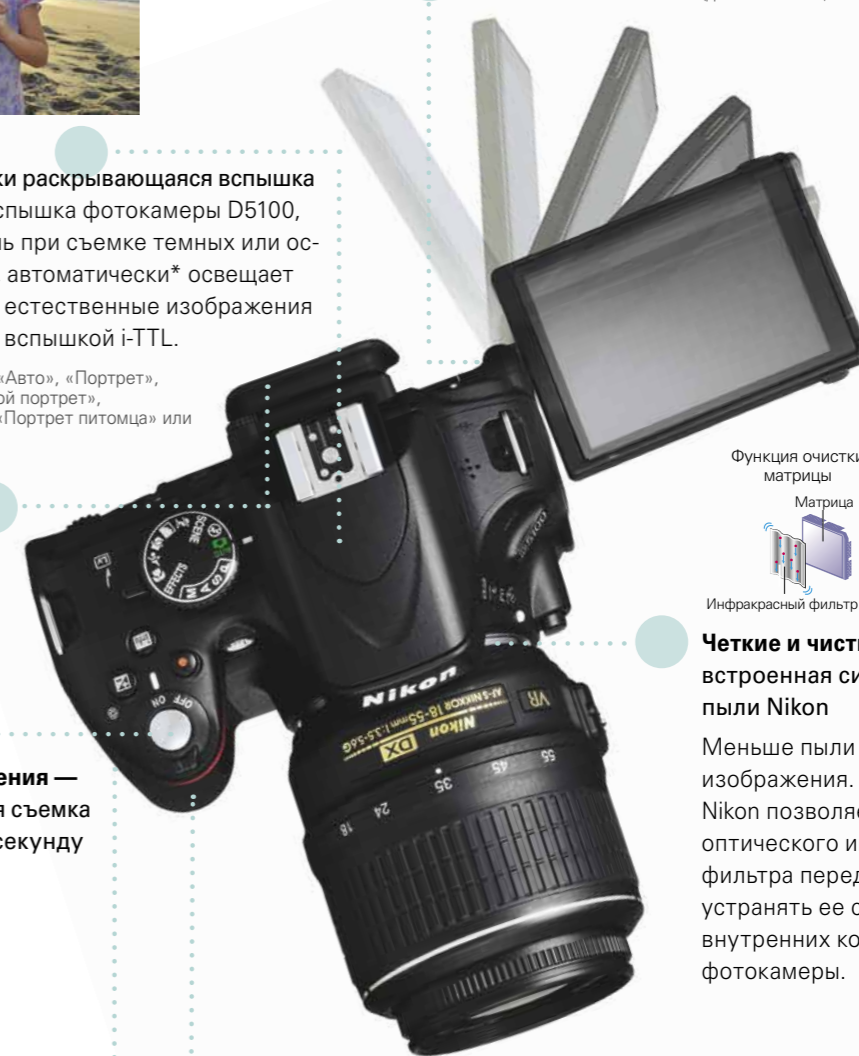 ки раскрывающаяся вспышка
спышка фотокамеры D5100,
ь при съемке темных или ос-
автоматически* освещает
естественные изображения
вспышкой i-TTL.
«Авто», «Портрет»,
ой портрет»,
«Портрет питомца» или
Функция очистки
матрицы
Матрица
Инфракрасный фильтр
Четкие и чисты
встроенная си
пыли Nikon
Меньше пыли
изображения.
Nikon позволяе
оптического и
фильтра перед
устранять ее с
внутренних ко
фотокамеры.
ения —
я съемка
секунду
SCENE
EFFECTS
M
A
S
P
Lv
ON
OFF
D5100
Nikon
AF-S NIKKOR 18-55mm 1:3.5-5.6G
Nikon
DX
VR
18
24
35
45
55